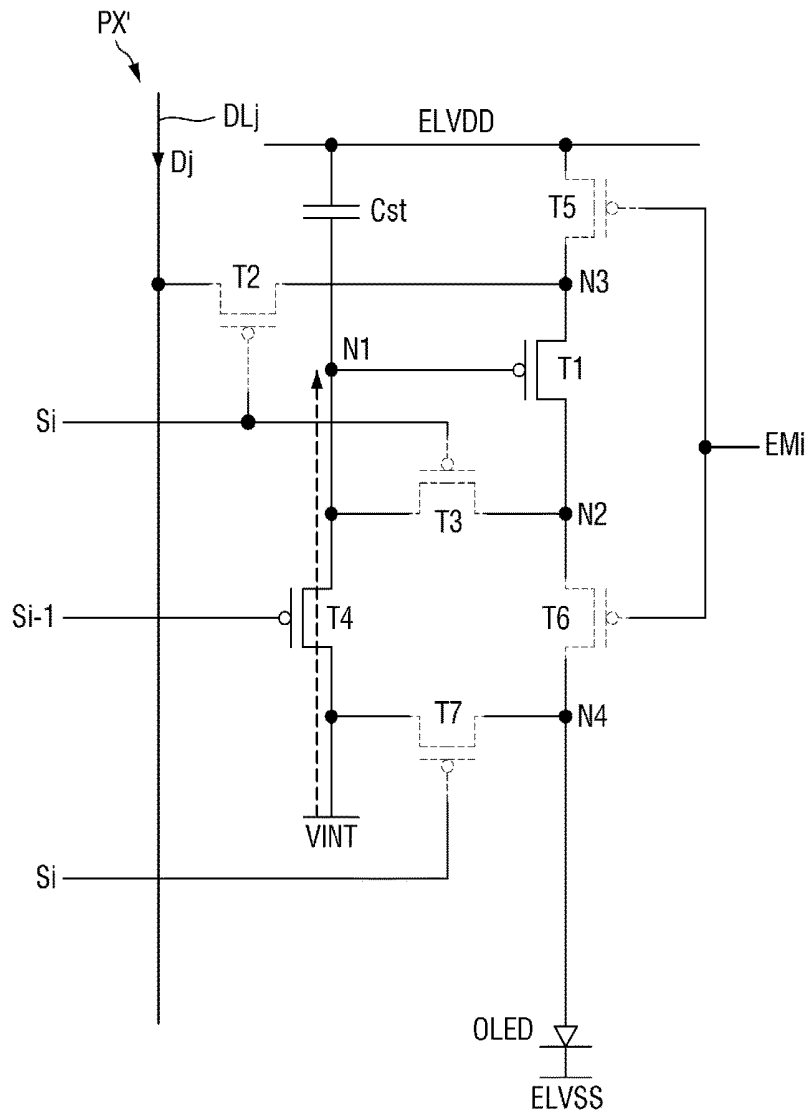 PX'
DLj
ELVDD
Dj
Cst
T5
T2
N3
N1
T1
Si
EMi
T3
N2
Si-1
T4
T6
T7
N4
VINT
Si
OLED
ELVSS